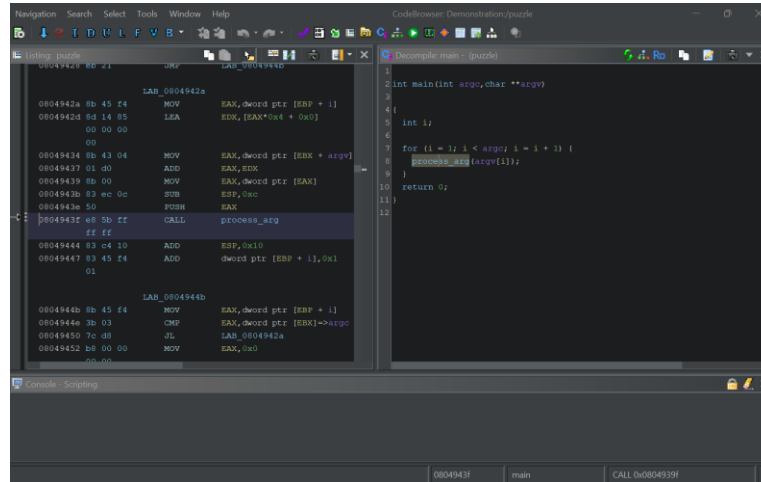 Navigation Search Select Tools Window Help
CodeBrowser: Demonstration:/puzzle
I D U L F V B
Listing: puzzle
08049428 eb 21 JMP LAB_0804944b
LAB_0804942a
0804942a 8b 45 f4 MOV EAX,dword ptr [EBP + i]
0804942d 8d 14 85 LEA EDX,[EAX*0x4 + 0x0]
00 00 00
00
08049434 8b 43 04 MOV EAX,dword ptr [EBX + argv]
08049437 01 d0 ADD EAX,EDX
08049439 8b 00 MOV EAX,dword ptr [EAX]
0804943b 83 ec 0c SUB ESP,0xc
0804943e 50 PUSH EAX
0804943f e8 5b ff CALL process_arg
ff ff
08049444 83 c4 10 ADD ESP,0x10
08049447 83 45 f4 ADD dword ptr [EBP + i],0x1
01
LAB_0804944b
0804944b 8b 45 f4 MOV EAX,dword ptr [EBP + i]
0804944e 3b 03 CMP EAX,dword ptr [EBX]=>argc
08049450 7c d8 JL LAB_0804942a
08049452 b8 00 00 MOV EAX,0x0
00 00
Decompile: main - (puzzle)
Ro
1
2 int main(int argc,char **argv)
3
4 {
5 int i;
6
7 for (i = 1; i < argc; i = i + 1) {
8 process_arg(argv[i]);
9 }
10 return 0;
11 }
12
Console - Scripting
0804943f main CALL 0x0804939f